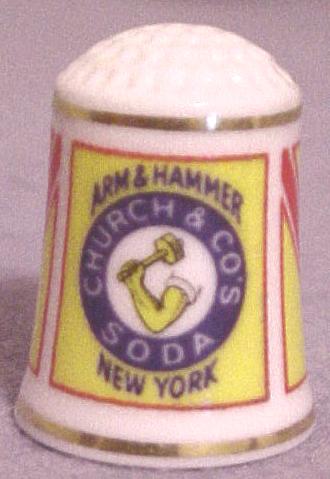 ARM & HAMMER
CHURCH & CO'S
SODA
NEW YORK